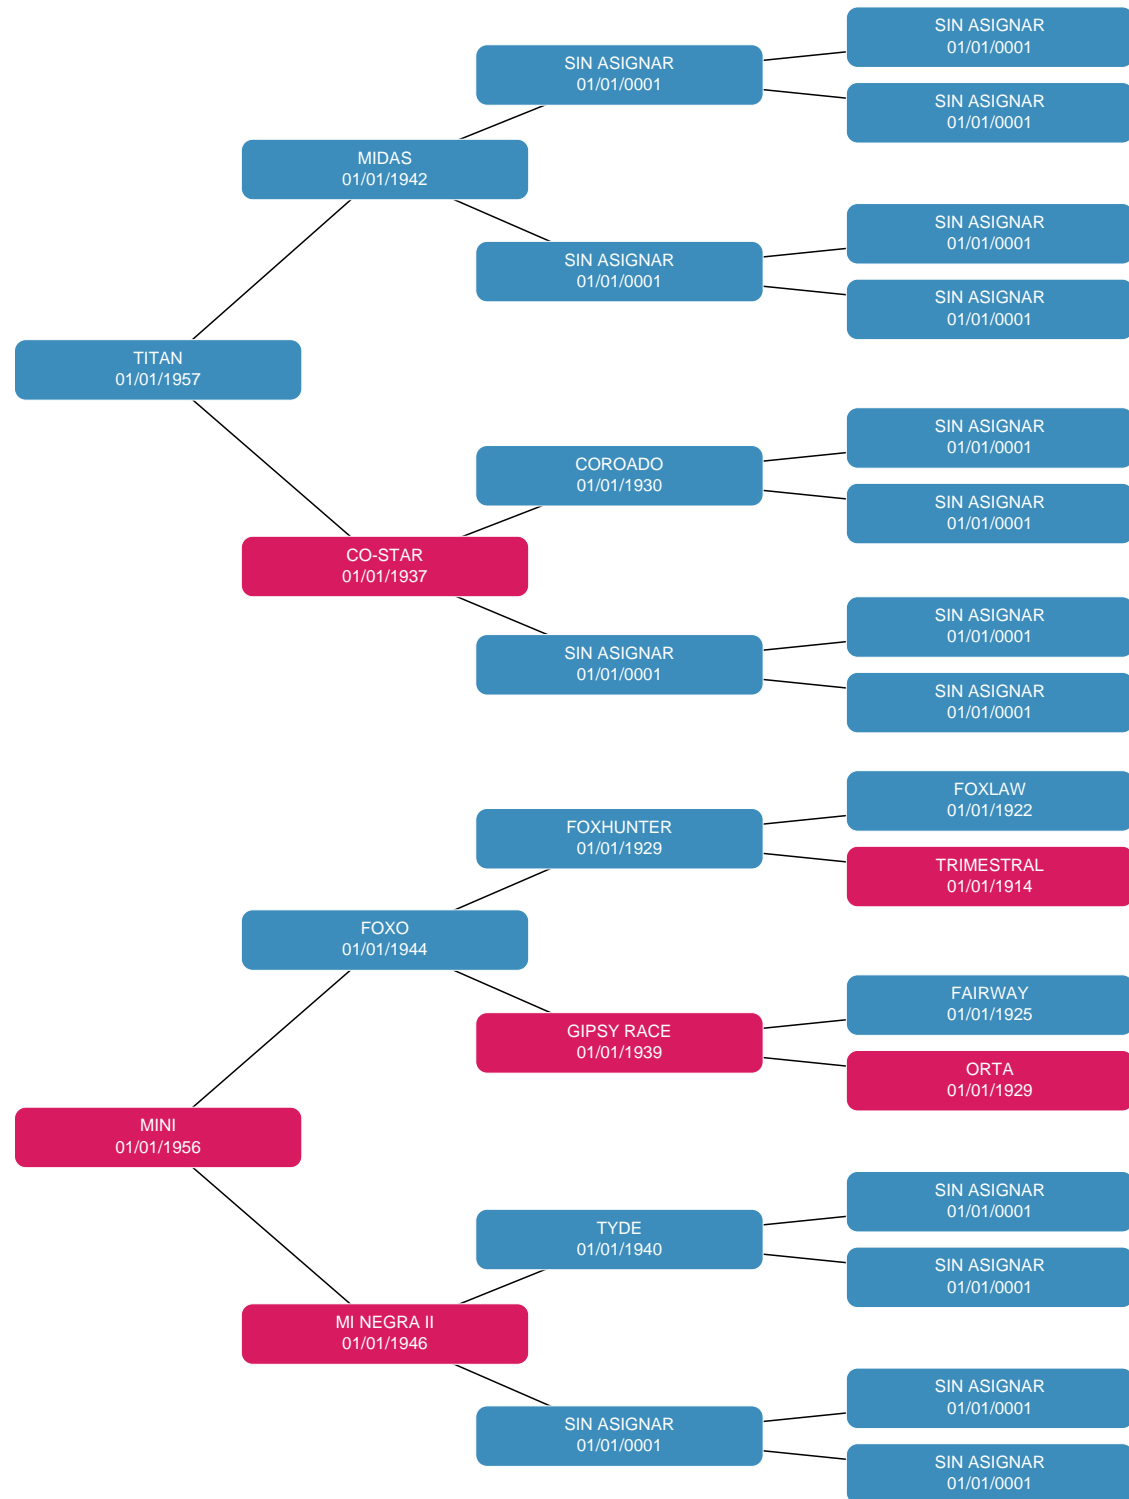 SIN ASIGNAR
01/01/0001
SIN ASIGNAR
01/01/0001
SIN ASIGNAR
01/01/0001
MIDAS
01/01/1942
SIN ASIGNAR
01/01/0001
SIN ASIGNAR
01/01/0001
SIN ASIGNAR
01/01/0001
TITAN
01/01/1957
SIN ASIGNAR
01/01/0001
COROADO
01/01/1930
SIN ASIGNAR
01/01/0001
CO-STAR
01/01/1937
SIN ASIGNAR
01/01/0001
SIN ASIGNAR
01/01/0001
SIN ASIGNAR
01/01/0001
FOXLAW
01/01/1922
FOXHUNTER
01/01/1929
TRIMESTRAL
01/01/1914
FOXO
01/01/1944
FAIRWAY
01/01/1925
GIPSY RACE
01/01/1939
ORTA
01/01/1929
MINI
01/01/1956
SIN ASIGNAR
01/01/0001
TYDE
01/01/1940
SIN ASIGNAR
01/01/0001
MI NEGRA II
01/01/1946
SIN ASIGNAR
01/01/0001
SIN ASIGNAR
01/01/0001
SIN ASIGNAR
01/01/0001